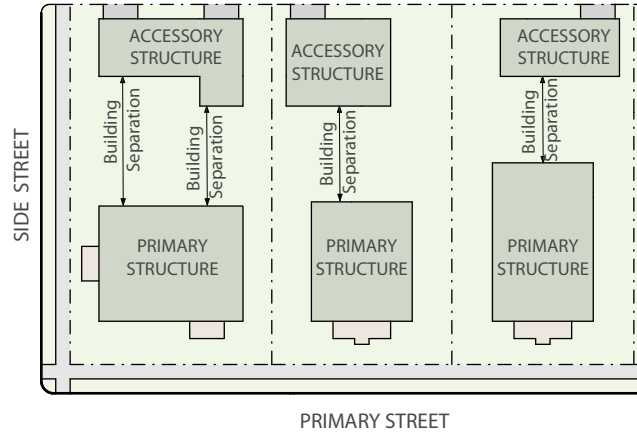 ACCESSORY
STRUCTURE
ACCESSORY
STRUCTURE
ACCESSORY
STRUCTURE
Building
Separation
Building
Separation
Building
Separation
Building
Separation
SIDE STREET
PRIMARY
STRUCTURE
PRIMARY
STRUCTURE
PRIMARY
STRUCTURE
PRIMARY STREET